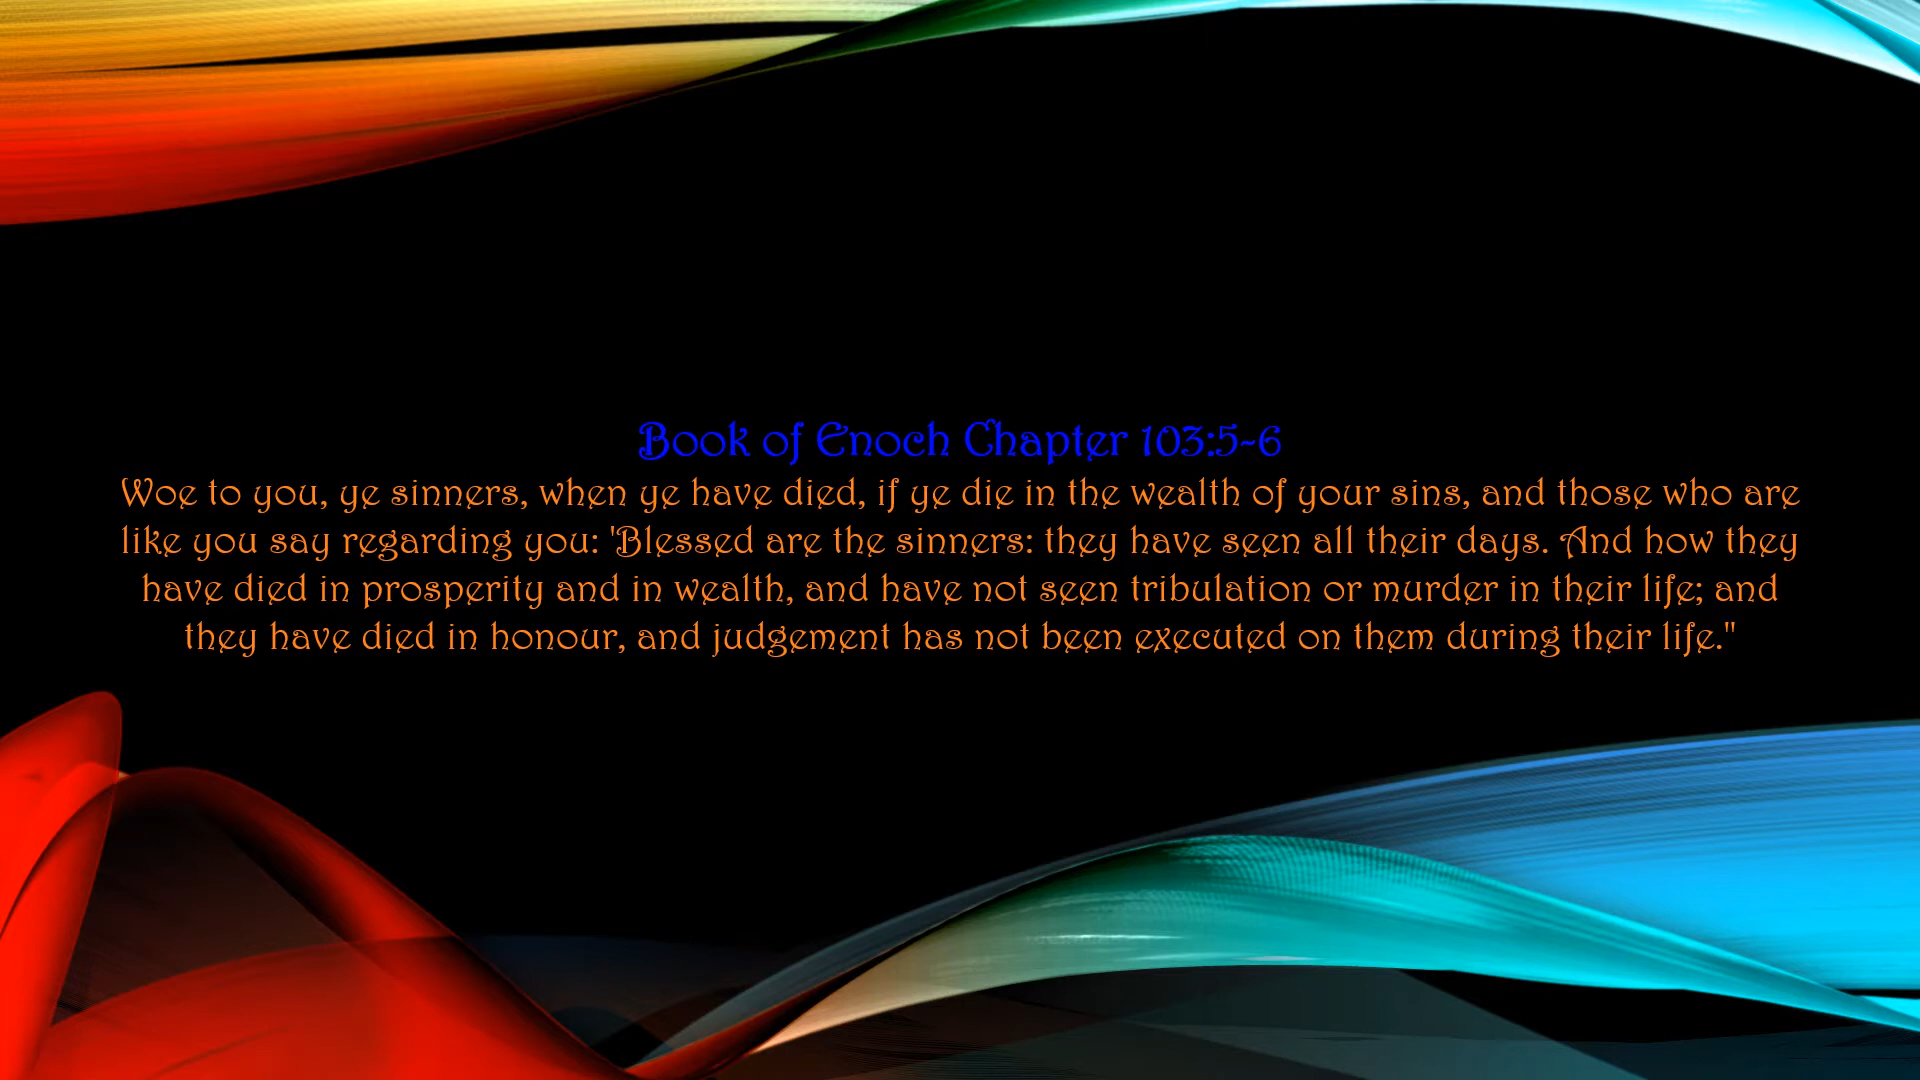 Book of Enoch Chapter 103:5-6
Woe to you, ye sinners, when ye have died, if ye die in the wealth of your sins, and those who are
like you say regarding you: 'Blessed are the sinners: they have seen all their days. And how they
have died in prosperity and in wealth, and have not seen tribulation or murder in their life; and
they have died in honour, and judgement has not been executed on them during their life."